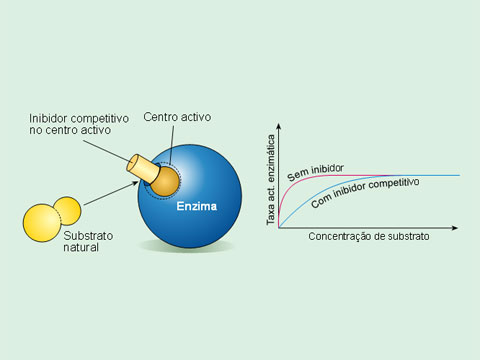 Inibidor competitivo
no centro activo
Centro activo
Enzima
Substrato
natural
Taxa act. enzimática
Sem inibidor
Com inibidor competitivo
Concentração de substrato